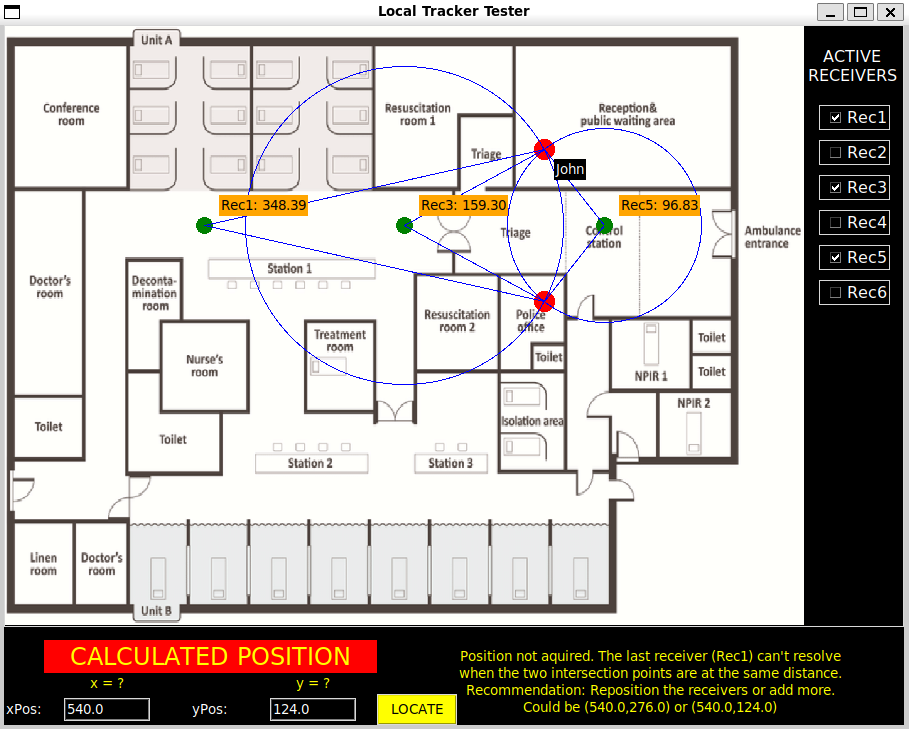 Local Tracker Tester
Unit A
ACTIVE
RECEIVERS
Conference
room
Resuscitation
room 1
Reception&
public waiting area
Rec1
Rec2
Triage
John
Rec3
Rec1: 348.39
Rec3: 159.30
Rec5: 96.83
Rec4
Triage
Control
station
Ambulance
entrance
Rec5
Station 1
Doctor's
room
Deconta-
mination
room
Rec6
Resuscitation
room 2
Police
office
Treatment
room
Toilet
Nurse's
room
Toilet
Toilet
NPIR 1
NPIR 2
Toilet
Isolation area
Toilet
Station 2
Station 3
Linen
room
Doctor's
room
Unit B
CALCULATED POSITION
x = ?
y = ?
xPos:
540.0
yPos:
124.0
LOCATE
Position not aquired. The last receiver (Rec1) can't resolve
when the two intersection points are at the same distance.
Recommendation: Reposition the receivers or add more.
Could be (540.0,276.0) or (540.0,124.0)